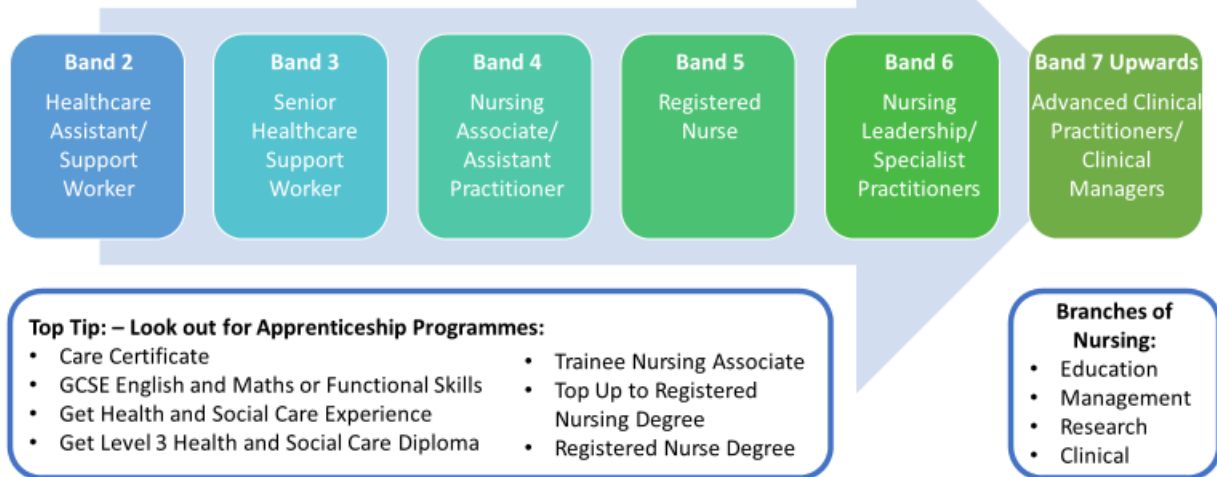 Band 2
Healthcare
Assistant/
Support
Worker
Band 3
Senior
Healthcare
Support
Worker
Band 4
Nursing
Associate/
Assistant
Practitioner
Band 5
Registered
Nurse
Band 6
Nursing
Leadership/
Specialist
Practitioners
Band 7 Upwards
Advanced Clinical
Practitioners/
Clinical
Managers
Top Tip: – Look out for Apprenticeship Programmes:
• Care Certificate
• GCSE English and Maths or Functional Skills
• Get Health and Social Care Experience
• Get Level 3 Health and Social Care Diploma
• Trainee Nursing Associate
• Top Up to Registered
Nursing Degree
• Registered Nurse Degree
Branches of
Nursing:
• Education
• Management
• Research
• Clinical